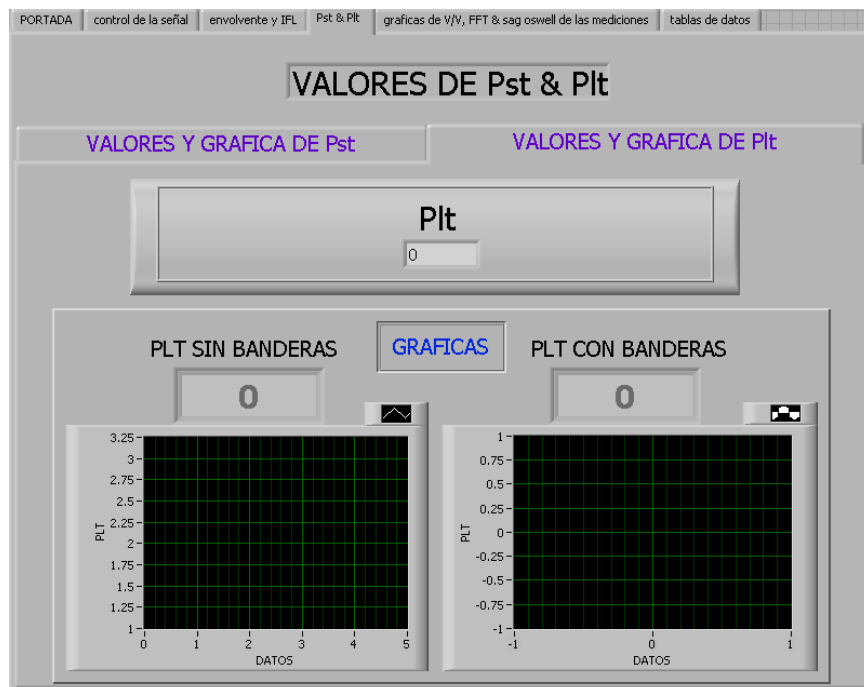 PORTADA
control de la señal
envolvente y IFL
Pst & Plt
graficas de V/V, FFT & sag oswell de las mediciones
tablas de datos
VALORES DE Pst & Plt
VALORES Y GRAFICA DE Pst
VALORES Y GRAFICA DE Plt
Plt
0
GRAFICAS
PLT SIN BANDERAS
0
PLT
3.25
3
2.75
2.5
2.25
2
1.75
1.5
1.25
1
0 1 2 3 4 5
DATOS
PLT CON BANDERAS
0
PLT
1
0.75
0.5
0.25
0
-0.25
-0.5
-0.75
-1
-1 0 1
DATOS